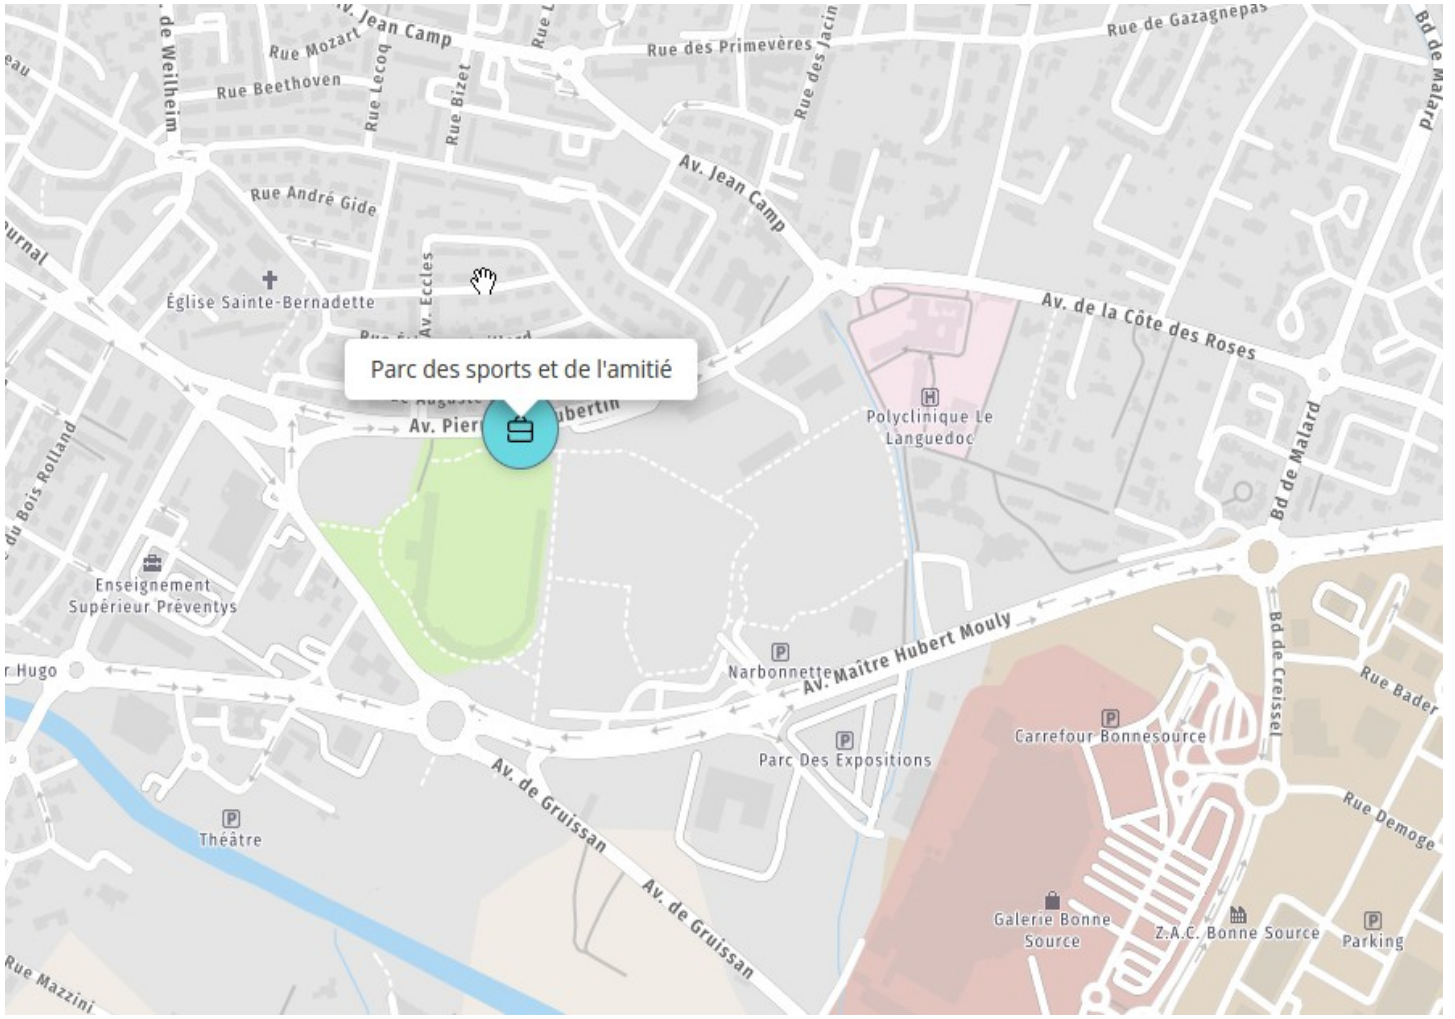 Av. Jean Camp
Rue de Gazagnepas
Rue Mozart
Rue des Primevères
Bd de Malard
de Weilheim
Rue Lecoq
Rue Bizet
Rue Beethoven
Rue des Jacin
Av. Jean Camp
Rue André Gide
Av. Eccles
Église Sainte-Bernadette
Av. de la Côte des Roses
Parc des sports et de l'amitié
Av. Pier
ubertin
Polyclinique Le
Languedoc
Bd de Malard
du Bois Rolland
Enseignement
Supérieur Préventys
Narbonnette
Av. Maître Hubert Mouly
Bd de Creissel
r Hugo
Rue Bader
Carrefour Bonnesource
Parc Des Expositions
Av. de Gruissan
Théâtre
Rue Demoge
Av. de Gruissan
Galerie Bonne
Source
Z.A.C. Bonne Source
Parking
Rue Mazzini